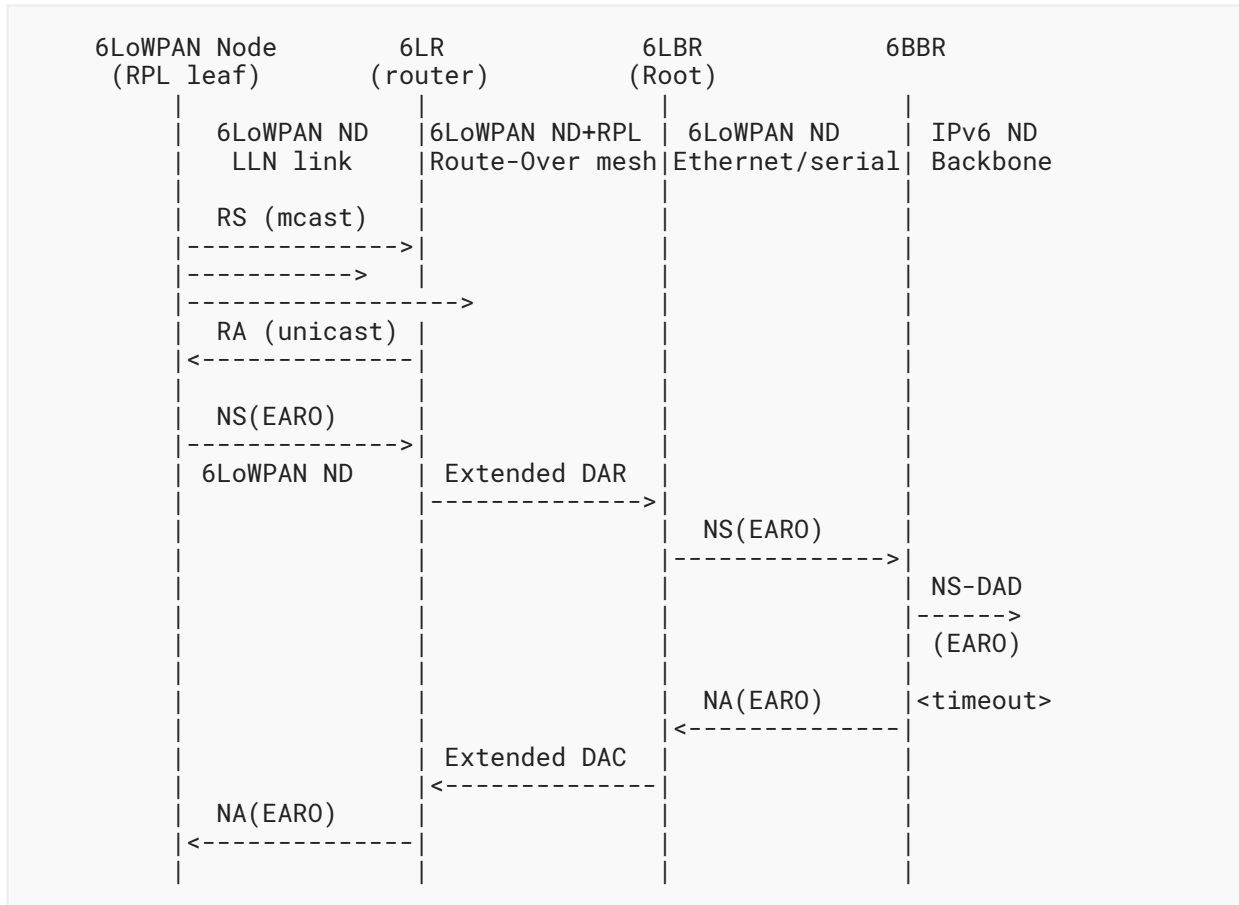 6LoWPAN Node        6LR             6LBR            6BBR
(RPL leaf)       (router)         (Root)
6LoWPAN ND   6LoWPAN ND+RPL   6LoWPAN ND   IPv6 ND
LLN link   Route-Over mesh   Ethernet/serial   Backbone
RS (mcast)
RA (unicast)
NS(EARO)
6LoWPAN ND   Extended DAR
NS(EARO)
NS-DAD
(EARO)
NA(EARO)   <timeout>
Extended DAC
NA(EARO)